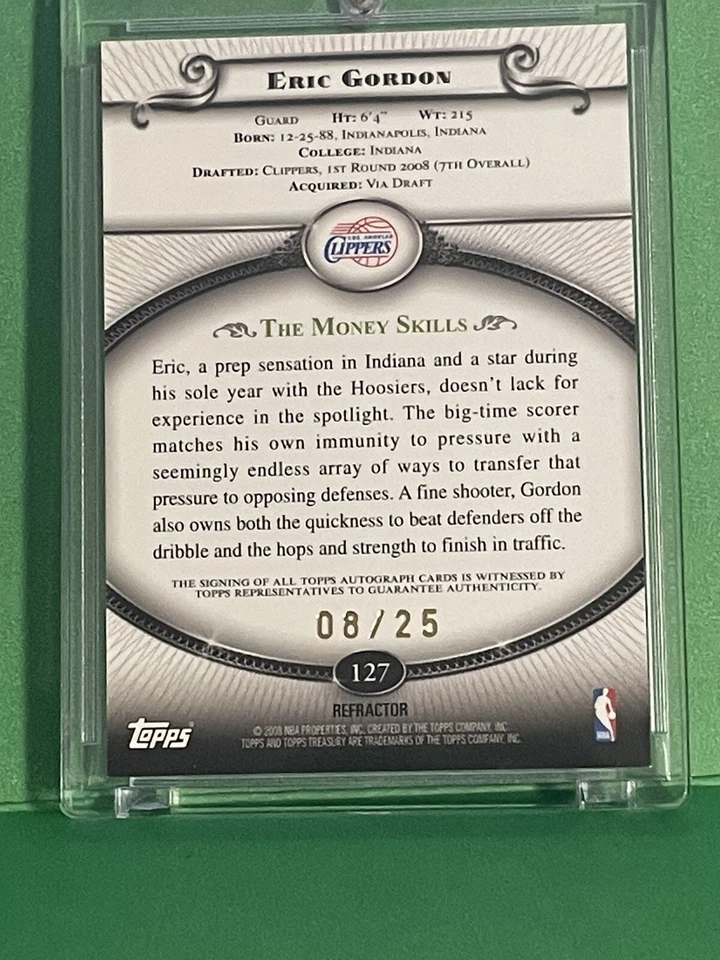 ERIC GORDON
GUARD HT: 6'4" WT: 215
BORN: 12-25-88, INDIANAPOLIS, INDIANA
COLLEGE: INDIANA
DRAFTED: CLIPPERS, 1ST ROUND 2008 (7TH OVERALL)
ACQUIRED: VIA DRAFT
LOS ANGELES
CLIPPERS
THE MONEY SKILLS
Eric, a prep sensation in Indiana and a star during
his sole year with the Hoosiers, doesn't lack for
experience in the spotlight. The big-time scorer
matches his own immunity to pressure with a
seemingly endless array of ways to transfer that
pressure to opposing defenses. A fine shooter, Gordon
also owns both the quickness to beat defenders off the
dribble and the hops and strength to finish in traffic.
THE SIGNING OF ALL TOPPS AUTOGRAPH CARDS IS WITNESSED BY
TOPPS REPRESENTATIVES TO GUARANTEE AUTHENTICITY.
08/25
127
REFRACTOR
Topps
© 2008 NBA PROPERTIES, INC. CREATED BY THE TOPPS COMPANY, INC.
TOPPS AND TOPPS TREASURY ARE TRADEMARKS OF THE TOPPS COMPANY, INC.
NBA